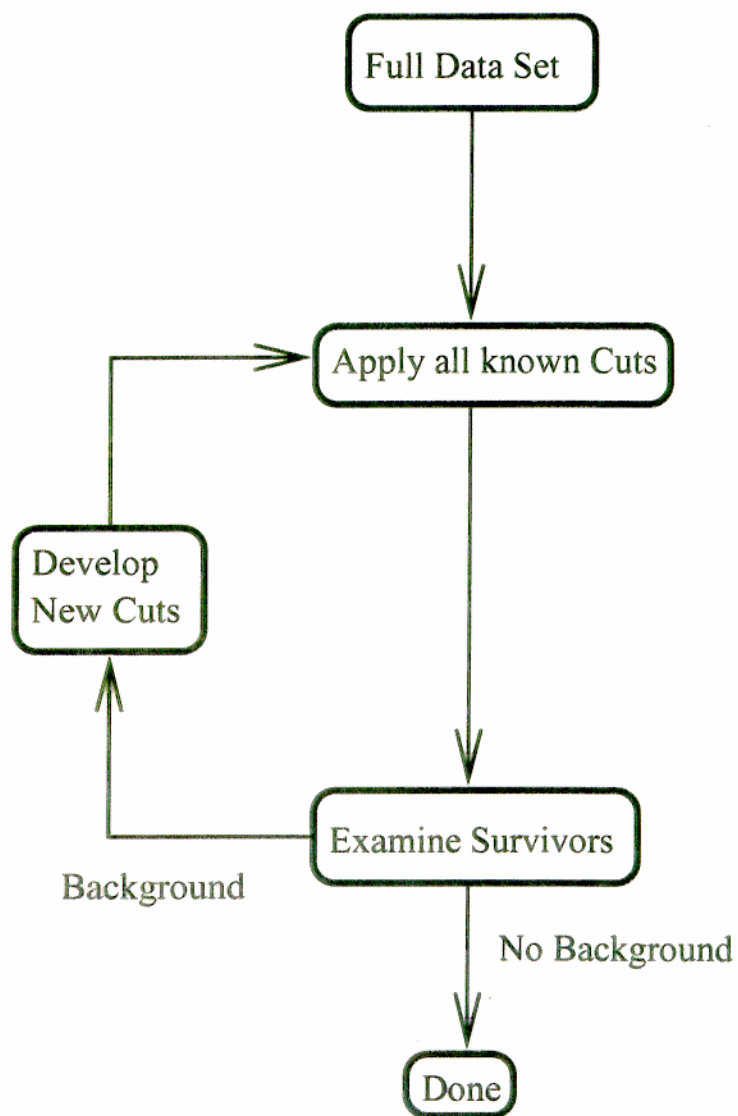 Full Data Set
Apply all known Cuts
Develop
New Cuts
Examine Survivors
Background
No Background
Done